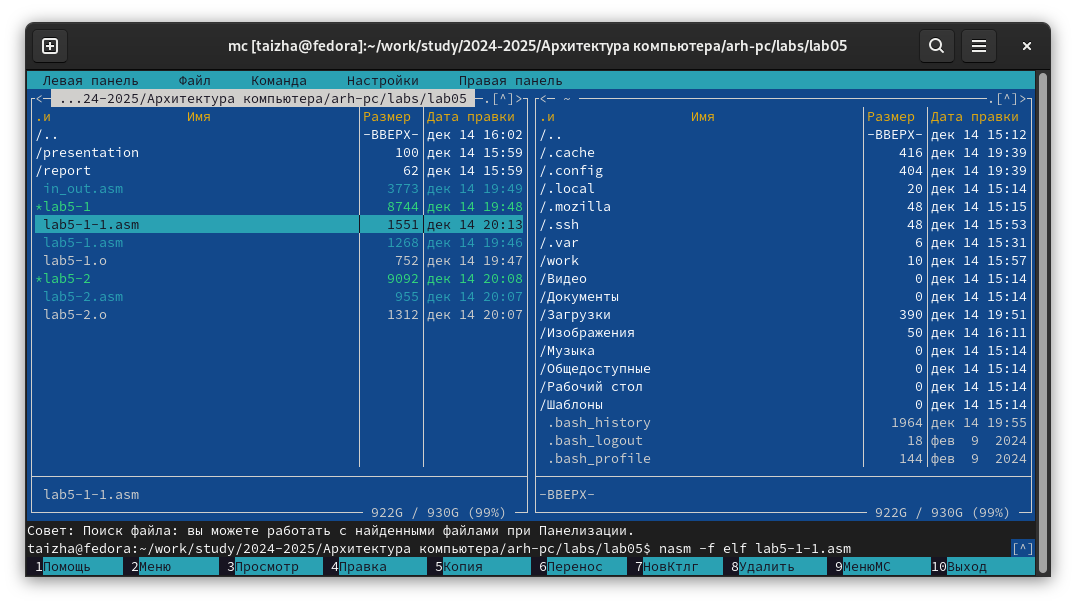 mc [taizha@fedora]:~/work/study/2024-2025/Архитектура компьютера/arh-pc/labs/lab05
Левая панель Файл Команда Настройки Правая панель
<— ...24-2025/Архитектура компьютера/arh-pc/labs/lab05 —.[^]>
.и Имя Размер Дата правки
/.. -ВВЕРХ- дек 14 16:02
/presentation 100 дек 14 15:59
/report 62 дек 14 15:59
in_out.asm 3773 дек 14 19:49
*lab5-1 8744 дек 14 19:48
lab5-1-1.asm 1551 дек 14 20:13
lab5-1.asm 1268 дек 14 19:46
lab5-1.o 752 дек 14 19:47
*lab5-2 9092 дек 14 20:08
lab5-2.asm 955 дек 14 20:07
lab5-2.o 1312 дек 14 20:07
lab5-1-1.asm
922G / 930G (99%)
<— ~ —.[^]>
.и Имя Размер Дата правки
/.. -ВВЕРХ- дек 14 15:12
/.cache 416 дек 14 19:39
/.config 404 дек 14 19:39
/.local 20 дек 14 15:14
/.mozilla 48 дек 14 15:15
/.ssh 48 дек 14 15:53
/.var 6 дек 14 15:31
/work 10 дек 14 15:57
/Видео 0 дек 14 15:14
/Документы 0 дек 14 15:14
/Загрузки 390 дек 14 19:51
/Изображения 50 дек 14 16:11
/Музыка 0 дек 14 15:14
/Общедоступные 0 дек 14 15:14
/Рабочий стол 0 дек 14 15:14
/Шаблоны 0 дек 14 15:14
.bash_history 1964 дек 14 19:55
.bash_logout 18 фев 9 2024
.bash_profile 144 фев 9 2024
-ВВЕРХ-
922G / 930G (99%)
Совет: Поиск файла: вы можете работать с найденными файлами при Панелизации.
taizha@fedora:~/work/study/2024-2025/Архитектура компьютера/arh-pc/labs/lab05$ nasm -f elf lab5-1-1.asm [^]
1Помощь 2Меню 3Просмотр 4Правка 5Копия 6Перенос 7НовКтлг 8Удалить 9МенюМС 10Выход